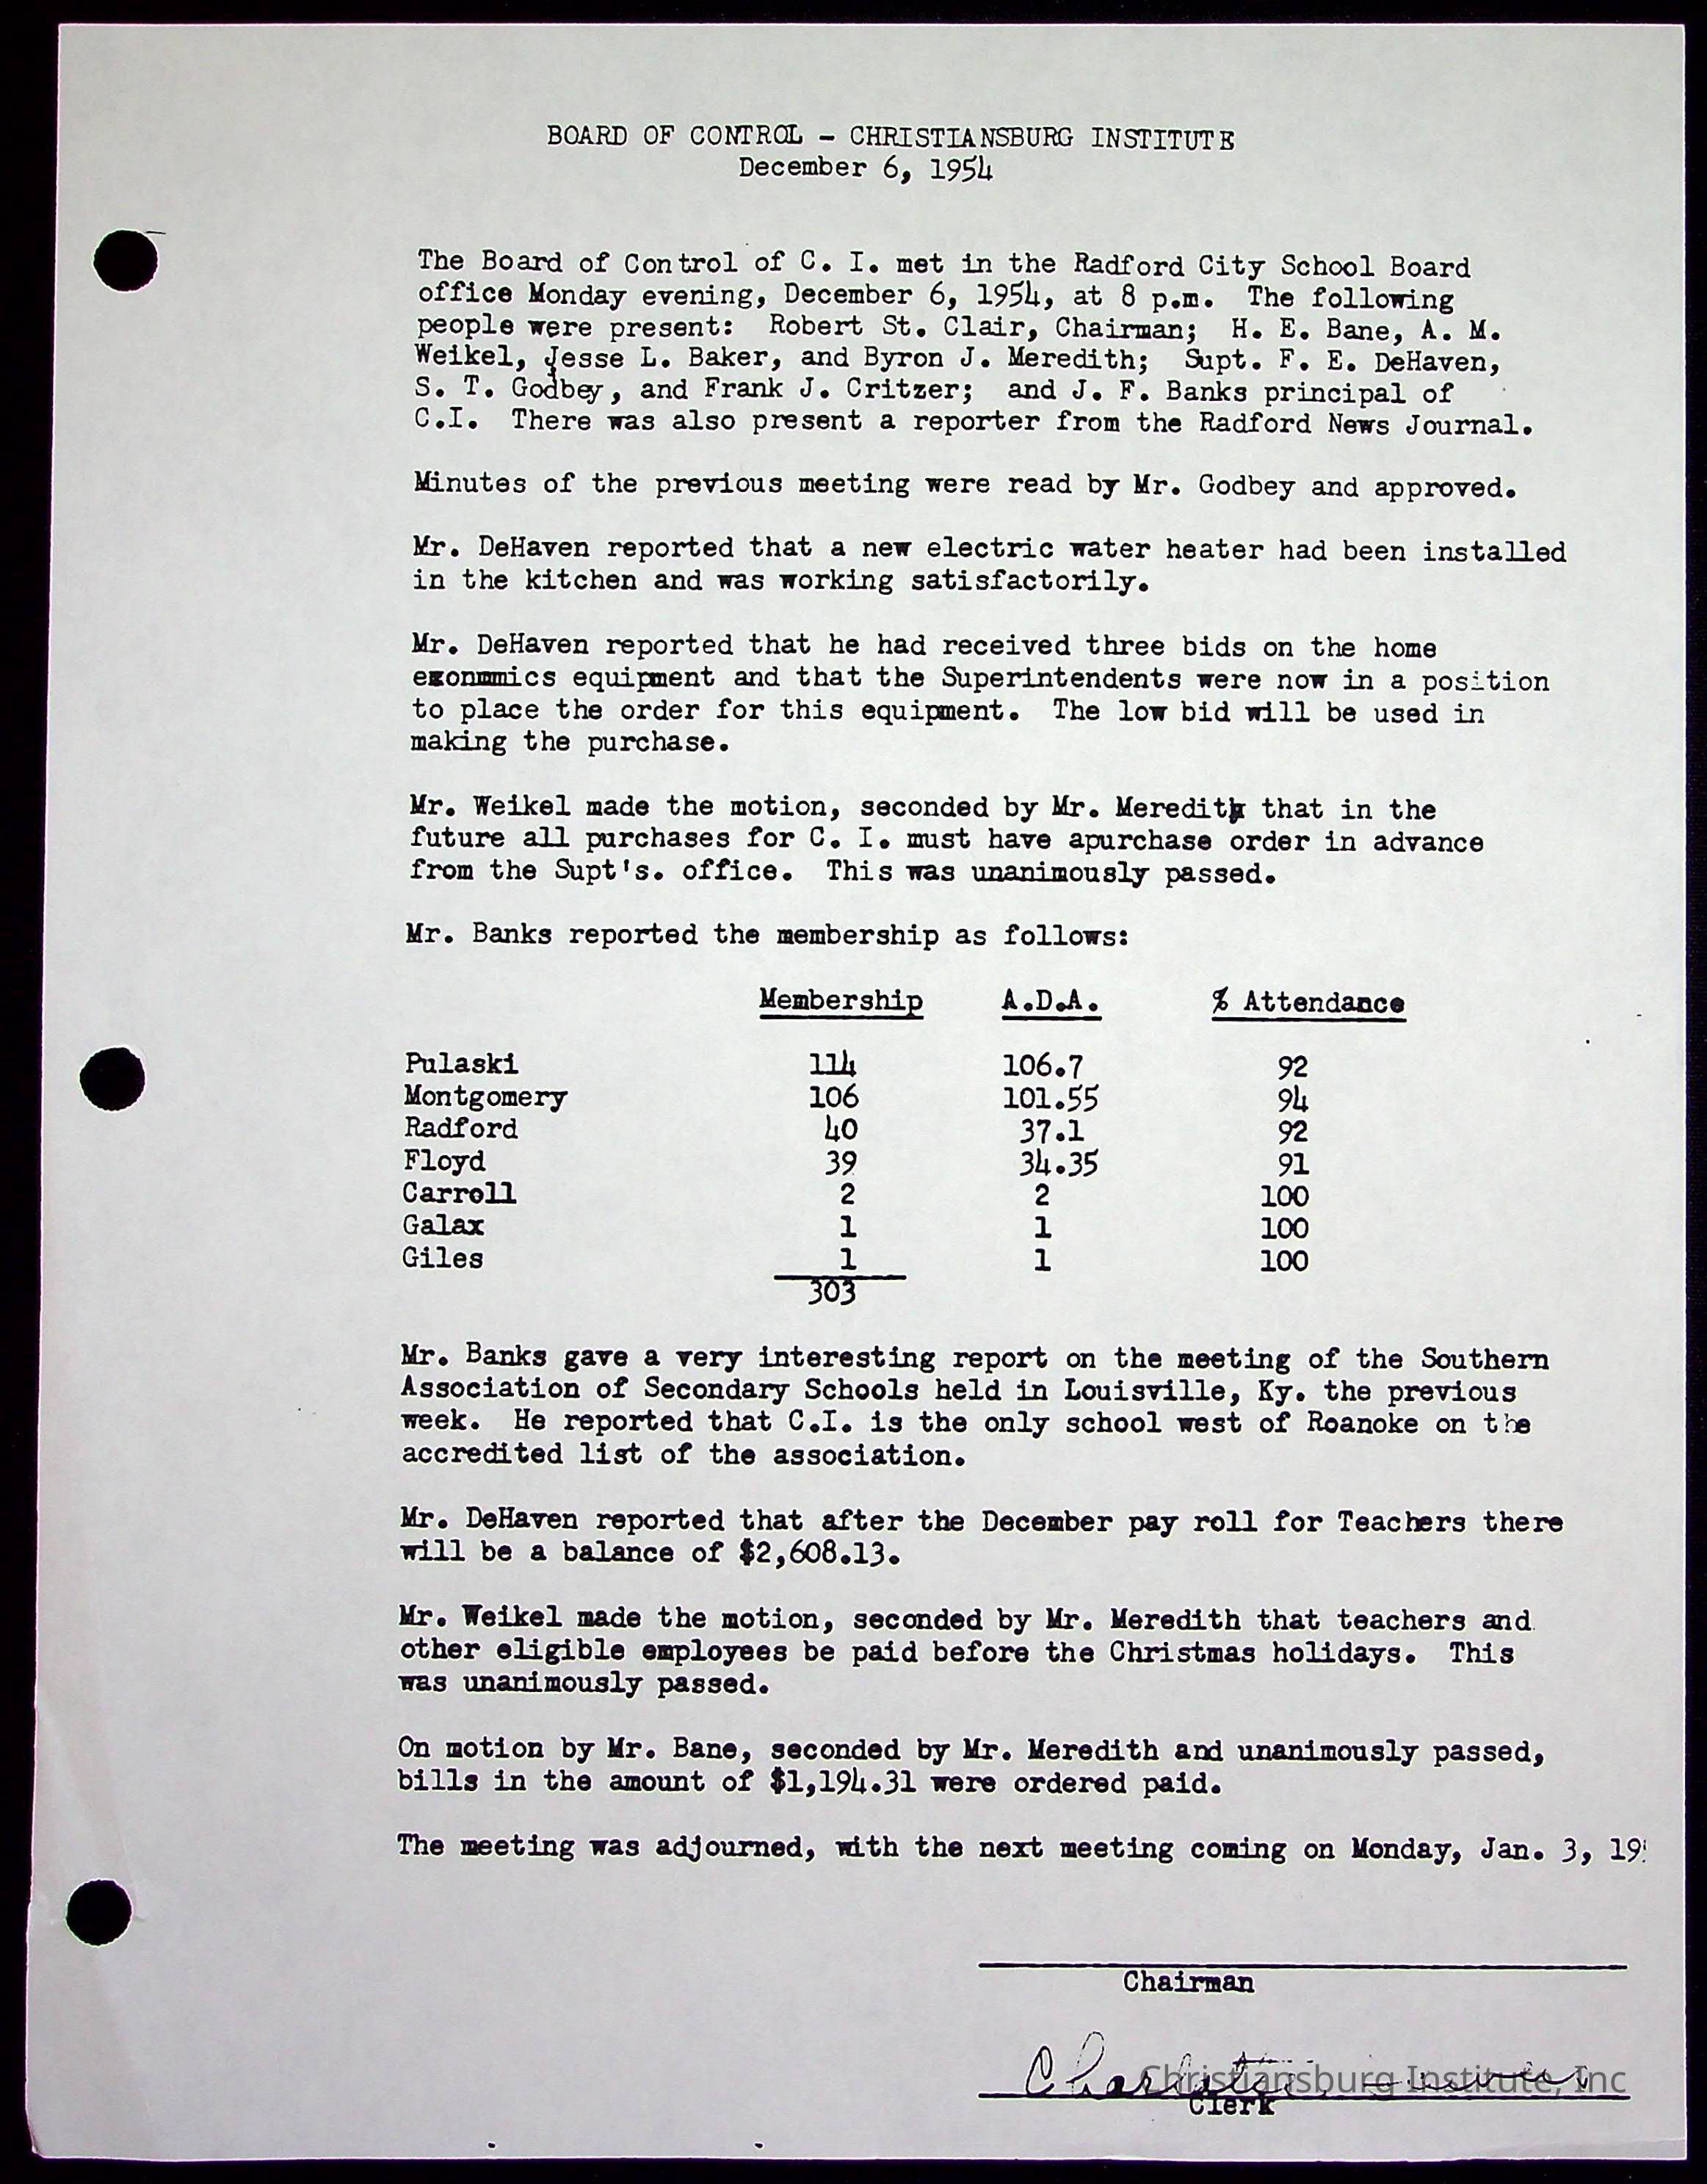 BOARD OF CONTROL - CHRISTIANSBURG INSTITUTE
December 6, 1954
The Board of Control of C. I. met in the Radford City School Board
office Monday evening, December 6, 1954, at 8 p.m.  The following
people were present:  Robert St. Clair, Chairman;  H. E. Bane, A. M.
Weikel, Jesse L. Baker, and Byron J. Meredith;  Supt. F. E. DeHaven,
S. T. Godbey, and Frank J. Critzer;  and J. F. Banks principal of
C.I.  There was also present a reporter from the Radford News Journal.
Minutes of the previous meeting were read by Mr. Godbey and approved.
Mr. DeHaven reported that a new electric water heater had been installed
in the kitchen and was working satisfactorily.
Mr. DeHaven reported that he had received three bids on the home
exonmmics equipment and that the Superintendents were now in a position
to place the order for this equipment.  The low bid will be used in
making the purchase.
Mr. Weikel made the motion, seconded by Mr. Meredith that in the
future all purchases for C. I. must have apurchase order in advance
from the Supt's. office.  This was unanimously passed.
Mr. Banks reported the membership as follows:
Membership A.D.A. % Attendance
Pulaski 114 106.7 92
Montgomery 106 101.55 94
Radford 40 37.1 92
Floyd 39 34.35 91
Carroll 2 2 100
Galax 1 1 100
Giles 1 1 100
303
Mr. Banks gave a very interesting report on the meeting of the Southern
Association of Secondary Schools held in Louisville, Ky. the previous
week.  He reported that C.I. is the only school west of Roanoke on the
accredited list of the association.
Mr. DeHaven reported that after the December pay roll for Teachers there
will be a balance of $2,608.13.
Mr. Weikel made the motion, seconded by Mr. Meredith that teachers and
other eligible employees be paid before the Christmas holidays.  This
was unanimously passed.
On motion by Mr. Bane, seconded by Mr. Meredith and unanimously passed,
bills in the amount of $1,194.31 were ordered paid.
The meeting was adjourned, with the next meeting coming on Monday, Jan. 3, 19
Chairman
Christiansburg Institute, Inc
Clerk